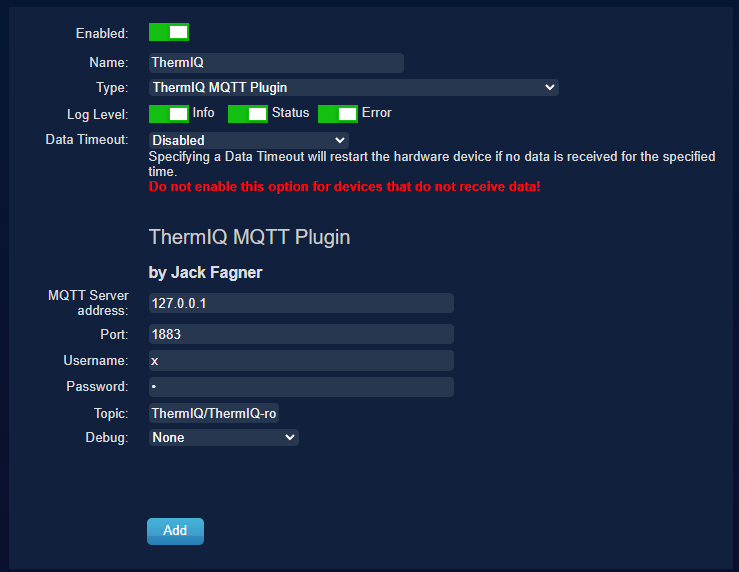 Enabled:
Name: ThermIQ
Type: ThermIQ MQTT Plugin
Log Level: Info Status Error
Data Timeout: Disabled
Specifying a Data Timeout will restart the hardware device if no data is received for the specified
time.
Do not enable this option for devices that do not receive data!
ThermIQ MQTT Plugin
by Jack Fagner
MQTT Server
address: 127.0.0.1
Port: 1883
Username: x
Password: •
Topic: ThermIQ/ThermIQ-ro
Debug: None
Add